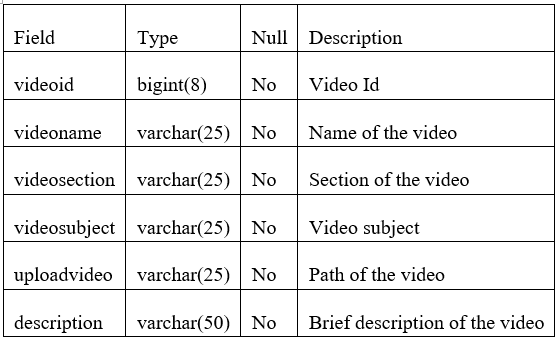 Field Type Null Description
videoid bigint(8) No Video Id
videoname varchar(25) No Name of the video
videosection varchar(25) No Section of the video
videosubject varchar(25) No Video subject
uploadvideo varchar(25) No Path of the video
description varchar(50) No Brief description of the video